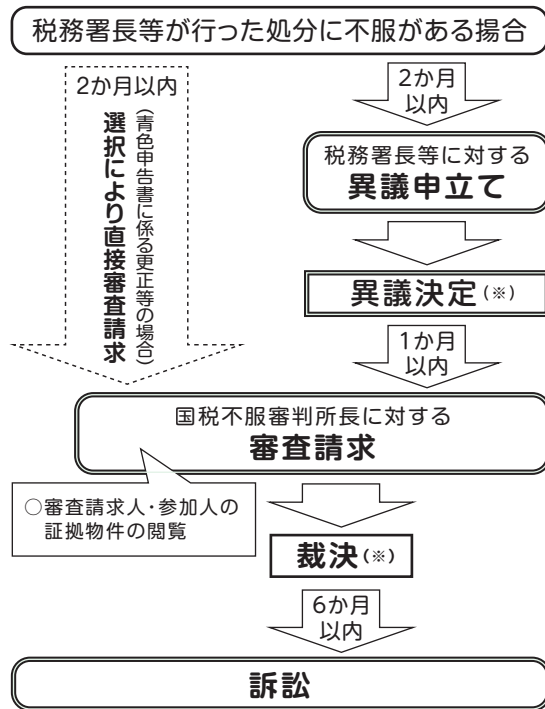 税務署長等が行った処分に不服がある揚合
2か月以内
選択により直接審査請求
（青色申告書に係る更正等の場合）
2か月
以内
税務署長等に対する
異議申立て
異議決定（※）
1か月
以内
国税不服審判所長に対する
審査請求
○審査請求人・参加人の
証拠物件の閲覧
裁決（※）
6か月
以内
訴訟